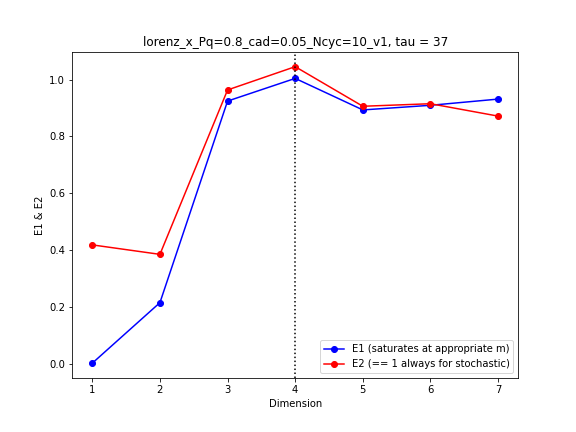 lorenz_x_Pq=0.8_cad=0.05_Ncyc=10_v1, tau = 37
E1 & E2
1.0
0.8
0.6
0.4
0.2
0.0
E1 (saturates at appropriate m)
E2 (== 1 always for stochastic)
1 2 3 4 5 6 7
Dimension